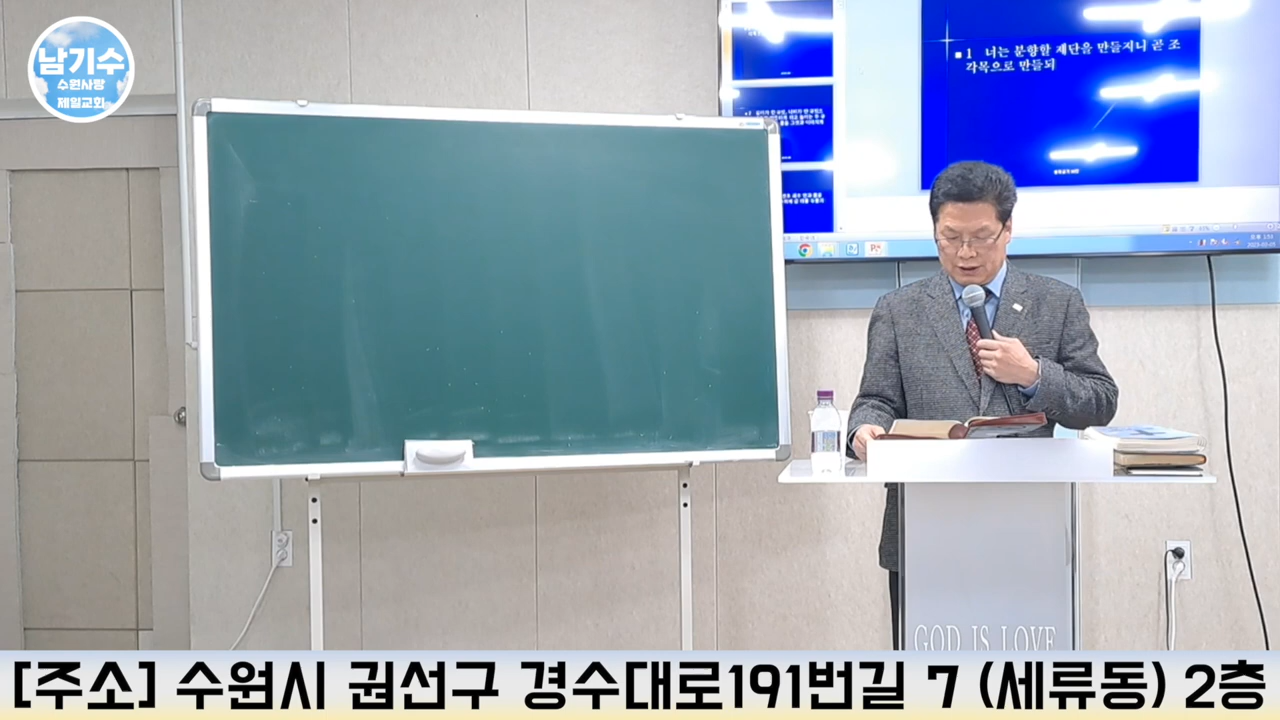 남기수
수원사랑
제일교회
1 너는 분향할 제단을 만들지니 곧 조
각목으로 만들되
GOD IS LOVE
[주소] 수원시 권선구 경수대로191번길 7 (세류동) 2층